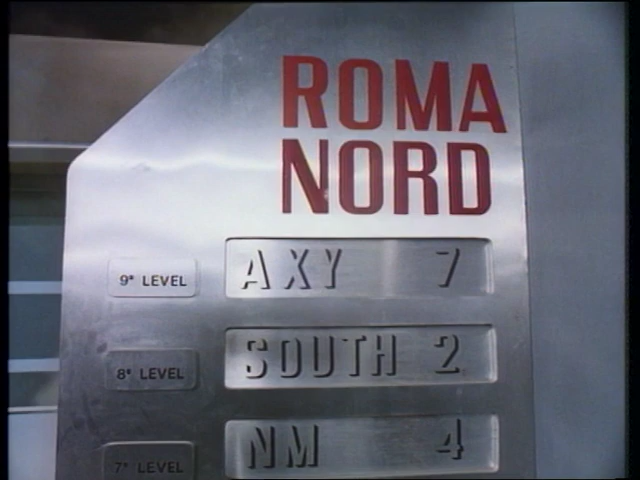 ROMA
NORD
9° LEVEL AXY 7
8° LEVEL SOUTH 2
7° LEVEL NM 4